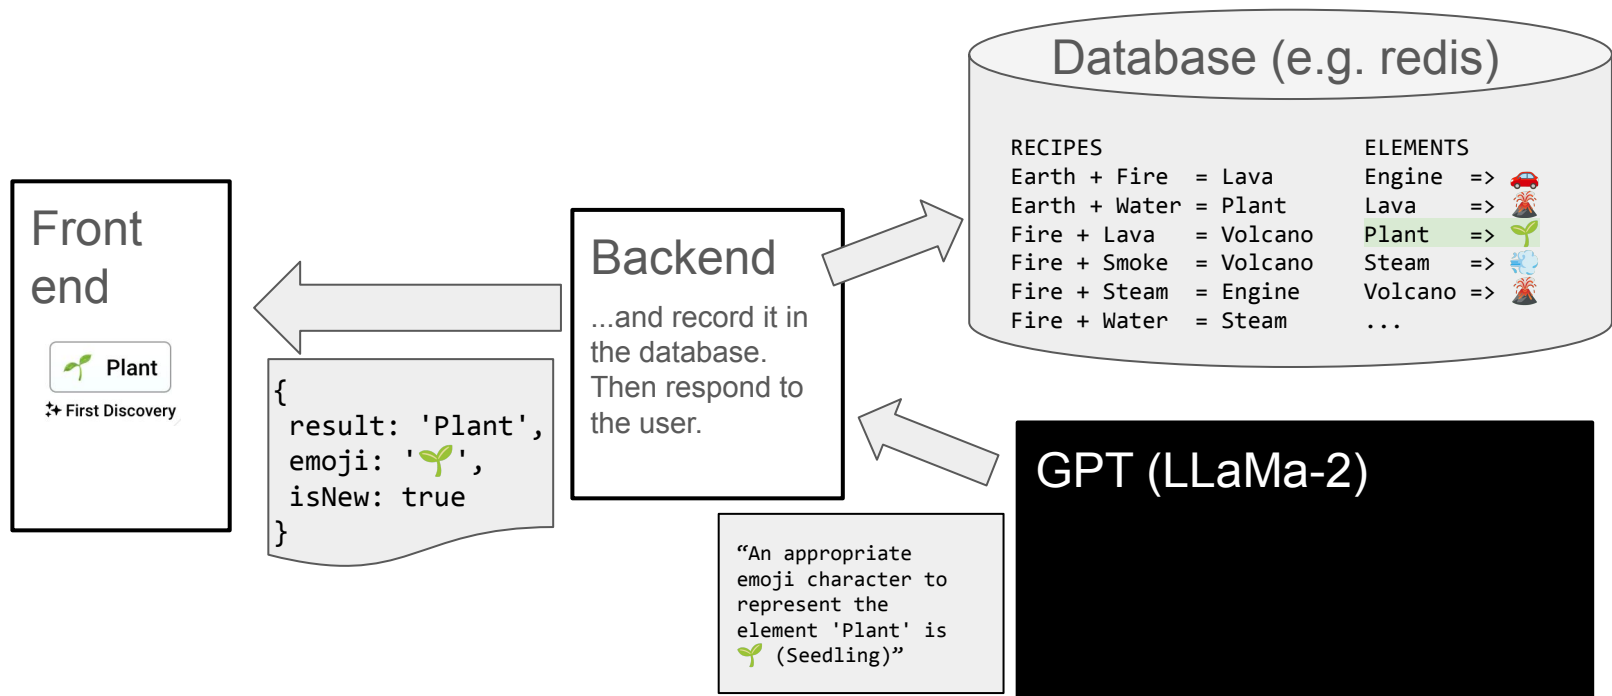 Database (e.g. redis)
RECIPES
Earth + Fire  = Lava
Earth + Water = Plant
Fire + Lava   = Volcano
Fire + Smoke  = Volcano
Fire + Steam  = Engine
Fire + Water  = Steam
ELEMENTS
Engine  => 🚗
Lava    => 🌋
Plant   => 🌱
Steam   => 💨
Volcano => 🌋
...
Front
end
🌱 Plant
✨ First Discovery
{
result: 'Plant',
emoji: '🌱',
isNew: true
}
Backend
...and record it in
the database.
Then respond to
the user.
“An appropriate
emoji character to
represent the
element 'Plant' is
🌱 (Seedling)”
GPT (LLaMa-2)